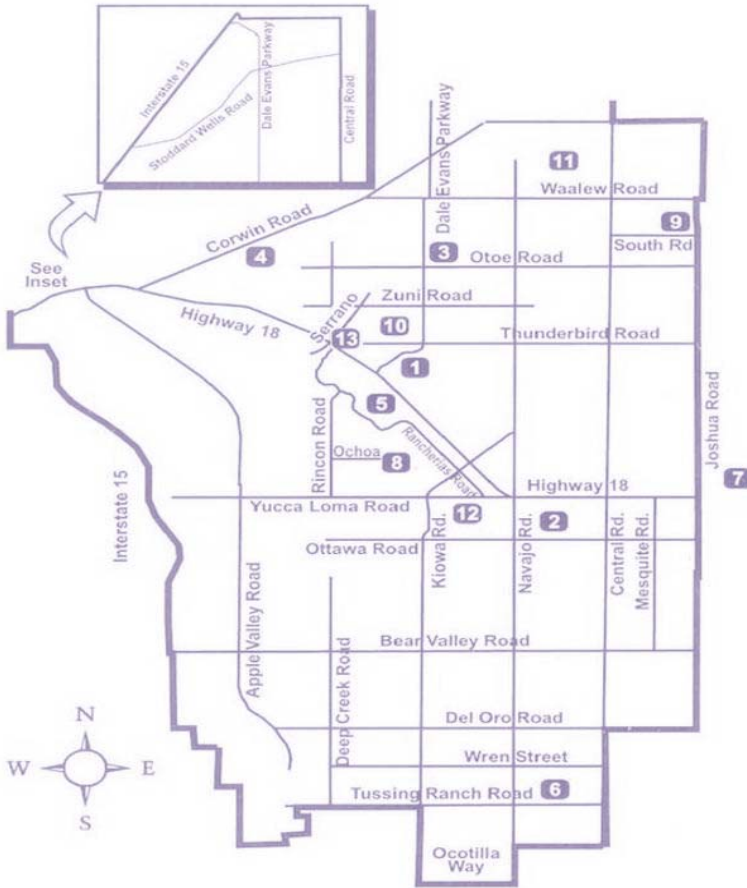 Interstate 15
Stoddard Wells Road
Dale Evans Parkway
Central Road
See
Inset
Corwin Road
Dale Evans Parkway
11
Waalew Road
9
South Rd
4
3
Otoe Road
Zuni Road
Highway 18
Serrano
10
13
Thunderbird Road
1
5
Joshua Road
Rincon Road
Rancherias Road
Ochoa
8
7
Highway 18
Yucca Loma Road
12
2
Interstate 15
Ottawa Road
Kiowa Rd.
Navajo Rd.
Central Rd.
Mesquite Rd.
Apple Valley Road
Deep Creek Road
Bear Valley Road
Del Oro Road
Wren Street
Tussing Ranch Road
6
Ocotilla
Way
N
W
E
S